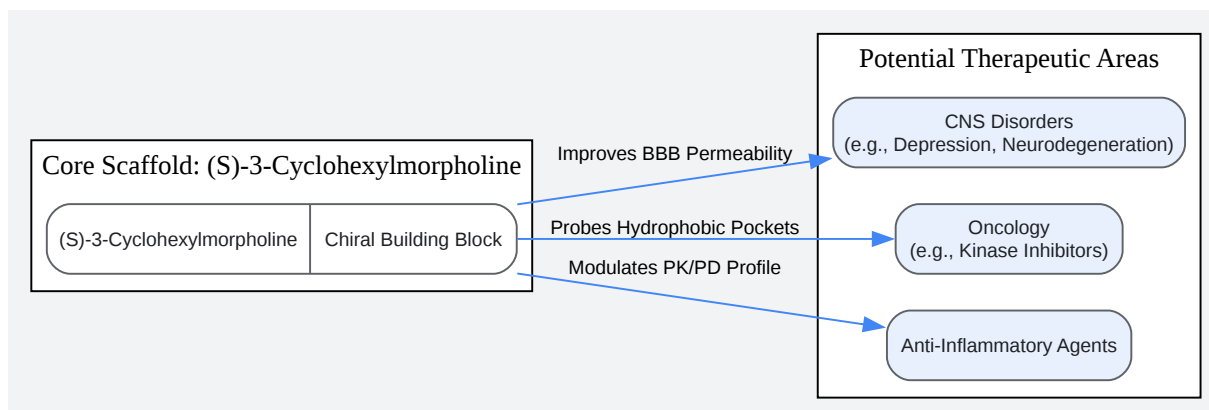 Core Scaffold: (S)-3-Cyclohexylmorpholine
(S)-3-Cyclohexylmorpholine
Chiral Building Block
Improves BBB Permeability
Probes Hydrophobic Pockets
Modulates PK/PD Profile
Potential Therapeutic Areas
CNS Disorders
(e.g., Depression, Neurodegeneration)
Oncology
(e.g., Kinase Inhibitors)
Anti-Inflammatory Agents